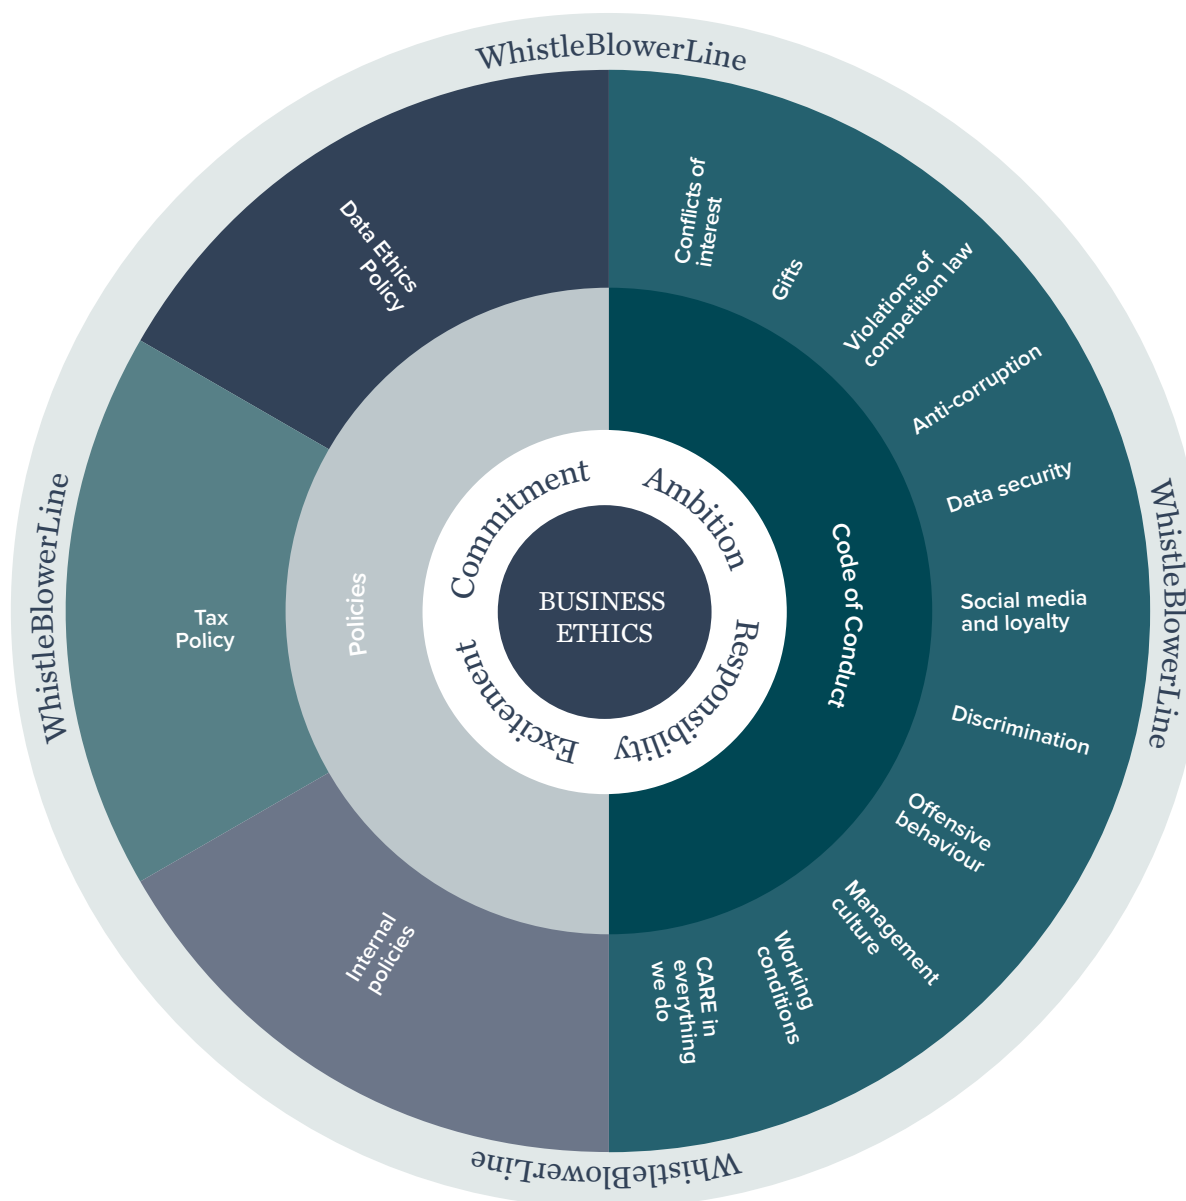 WhistleBlowerLine
Conflicts of
interest
Gifts
Violations of
competition law
Anti-corruption
Data security
Social media
and loyalty
Discrimination
Offensive
behaviour
Management
culture
Working
conditions
CARE in
everything
we do
WhistleBlowerLine
WhistleBlowerLine
Internal
policies
Tax
Policy
Data Ethics
Policy
WhistleBlowerLine
Policies
Code of Conduct
Commitment
Ambition
Responsibility
Excitement
BUSINESS
ETHICS